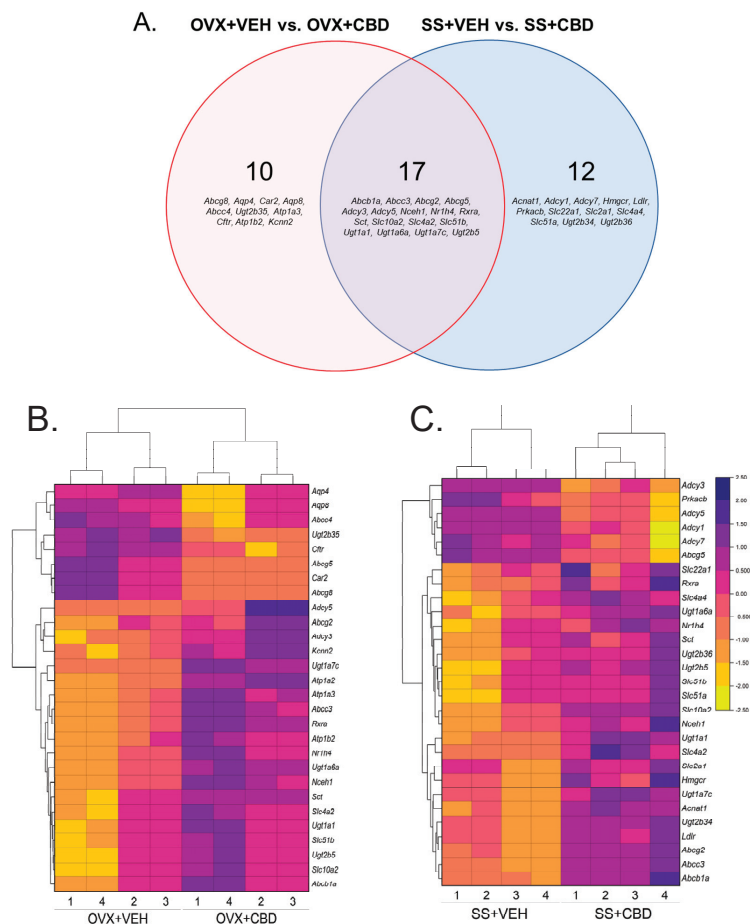 A.
OVX+VEH vs. OVX+CBD SS+VEH vs. SS+CBD
10
Abcg8, Aqp4, Car2, Aqp8,
Abcc4, Ugt2b35, Atp1a3,
Cftr, Atp1b2, Kcnn2
17
Abcb1a, Abcc3, Abcg2, Abcg5,
Adcy3, Adcy5, Nceh1, Nr1h4, Rxra,
Sct, Slc10a2, Slc4a2, Slc51b,
Ugt1a1, Ugt1a6a, Ugt1a7c, Ugt2b5
12
Acnat1, Adcy1, Adcy7, Hmgcr, Ldlr,
Prkacb, Slc22a1, Slc2a1, Slc4a4,
Slc51a, Ugt2b34, Ugt2b36
B.
Aqp4
Aqp8
Abcc4
Ugt2b35
Cftr
Abcg5
Car2
Abcg8
Adcy5
Abcg2
Adcy3
Kcnn2
Ugt1a7c
Atp1a2
Atp1a3
Abcc3
Rxra
Atp1b2
Nr1h4
Ugt1a6a
Nceh1
Sct
Slc4a2
Ugt1a1
Slc51b
Ugt2b5
Slc10a2
Abcb1a
1 4 2 3 1 4 2 3
OVX+VEH OVX+CBD
C.
Adcy3
Prkacb
Adcy5
Adcy1
Adcy7
Abcg5
Slc22a1
Rxra
Slc4a4
Ugt1a6a
Nr1h4
Sct
Ugt2b36
Ugt2b5
Slc51b
Slc51a
Slc10a2
Nceh1
Ugt1a1
Slc4a2
Slc2a1
Hmgcr
Ugt1a7c
Acnat1
Ugt2b34
Ldlr
Abcg2
Abcc3
Abcb1a
1 2 3 4 1 2 3 4
SS+VEH SS+CBD
2.50
2.00
1.50
1.00
0.500
0.00
-0.500
-1.00
-1.50
-2.00
-2.50